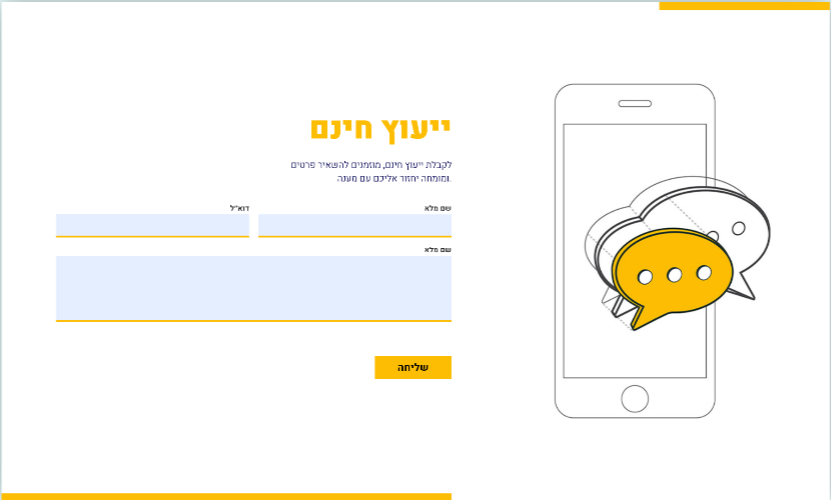 ייעוץ חינם
לקבלת ייעוץ חינם, מוזמנים להשאיר פרטים
ומומחה יחזור אליכם עם מענה.
שם מלא
דוא"ל
שם מלא
שליחה